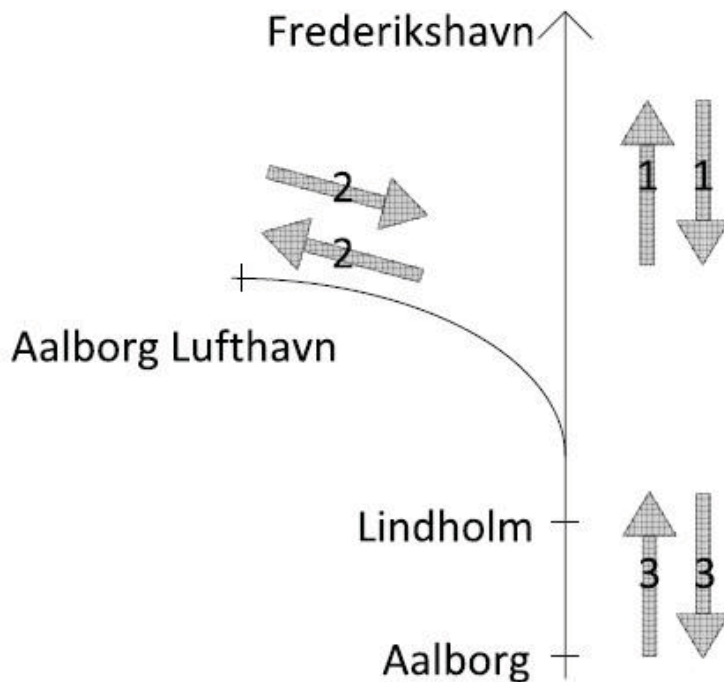 Frederikshavn
1 1
2
2
Aalborg Lufthavn
Lindholm
3 3
Aalborg